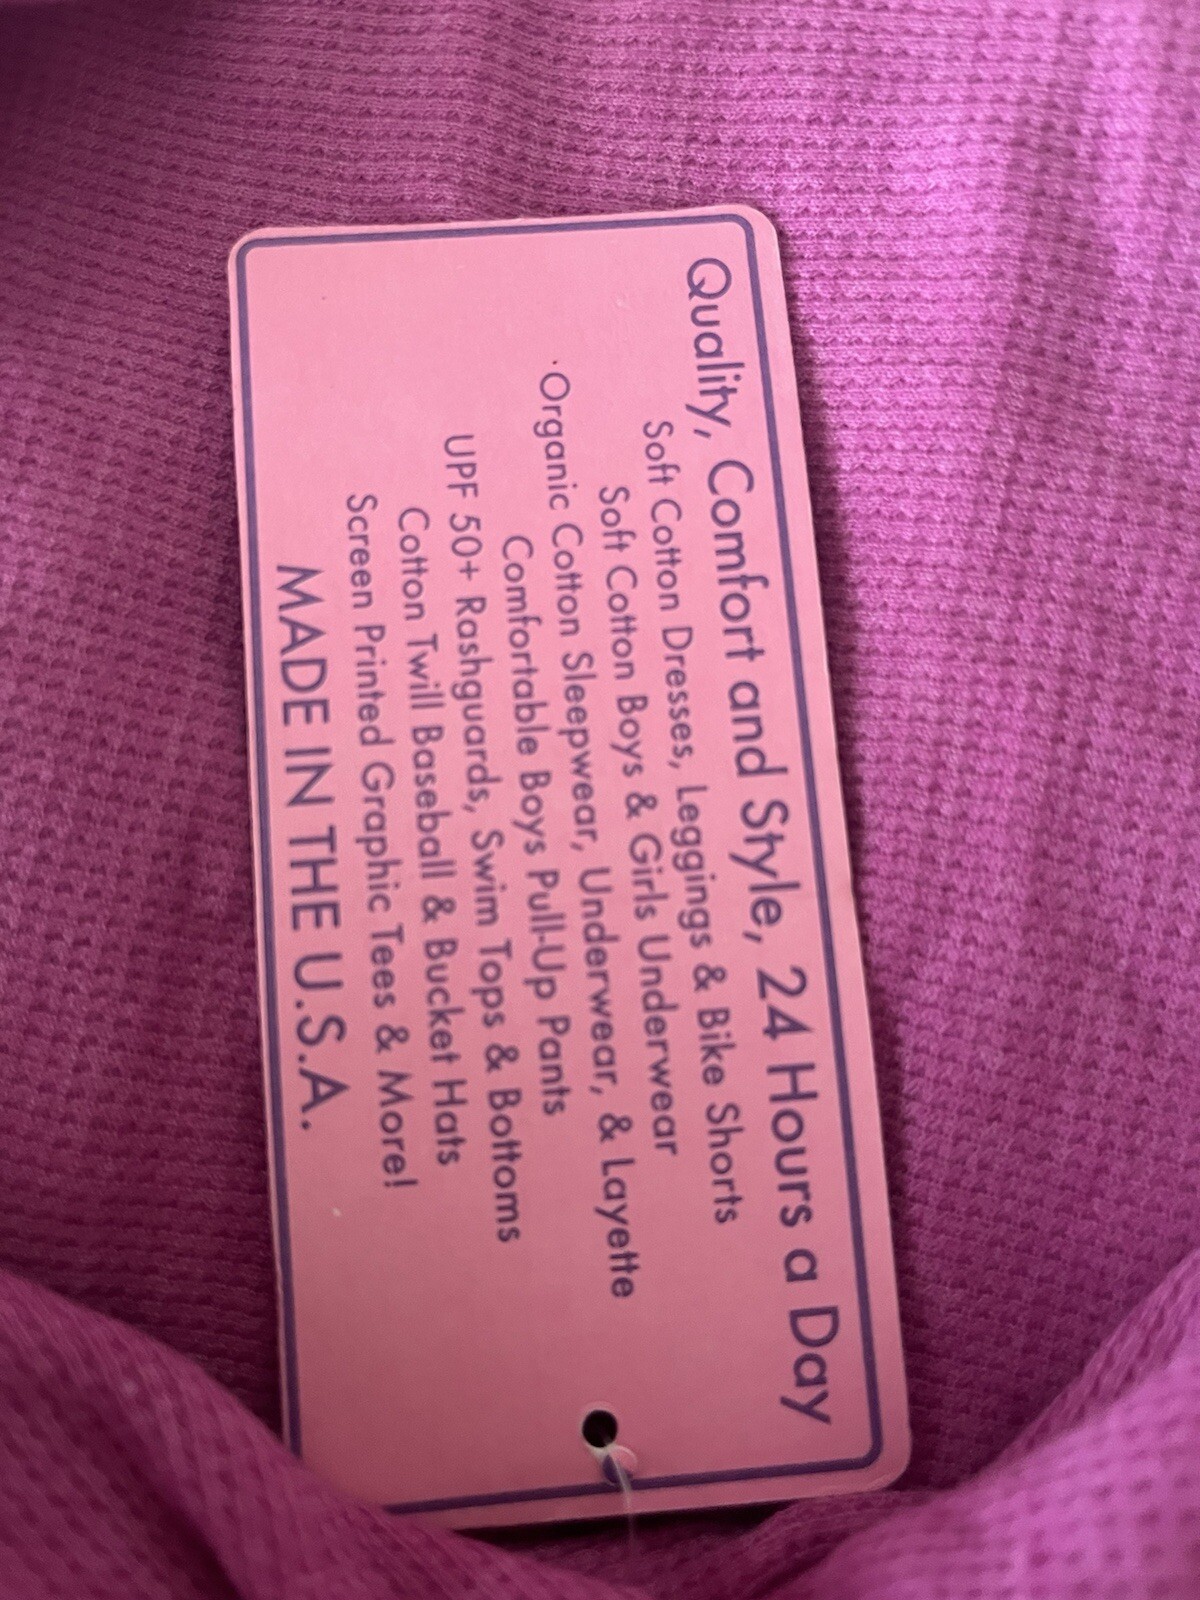 Quality, Comfort and Style, 24 Hours a Day
Soft Cotton Dresses, Leggings & Bike Shorts
Soft Cotton Boys & Girls Underwear
·Organic Cotton Sleepwear, Underwear, & Layette
Comfortable Boys Pull-Up Pants
UPF 50+ Rashguards, Swim Tops & Bottoms
Cotton Twill Baseball & Bucket Hats
Screen Printed Graphic Tees & More!
MADE IN THE U.S.A.